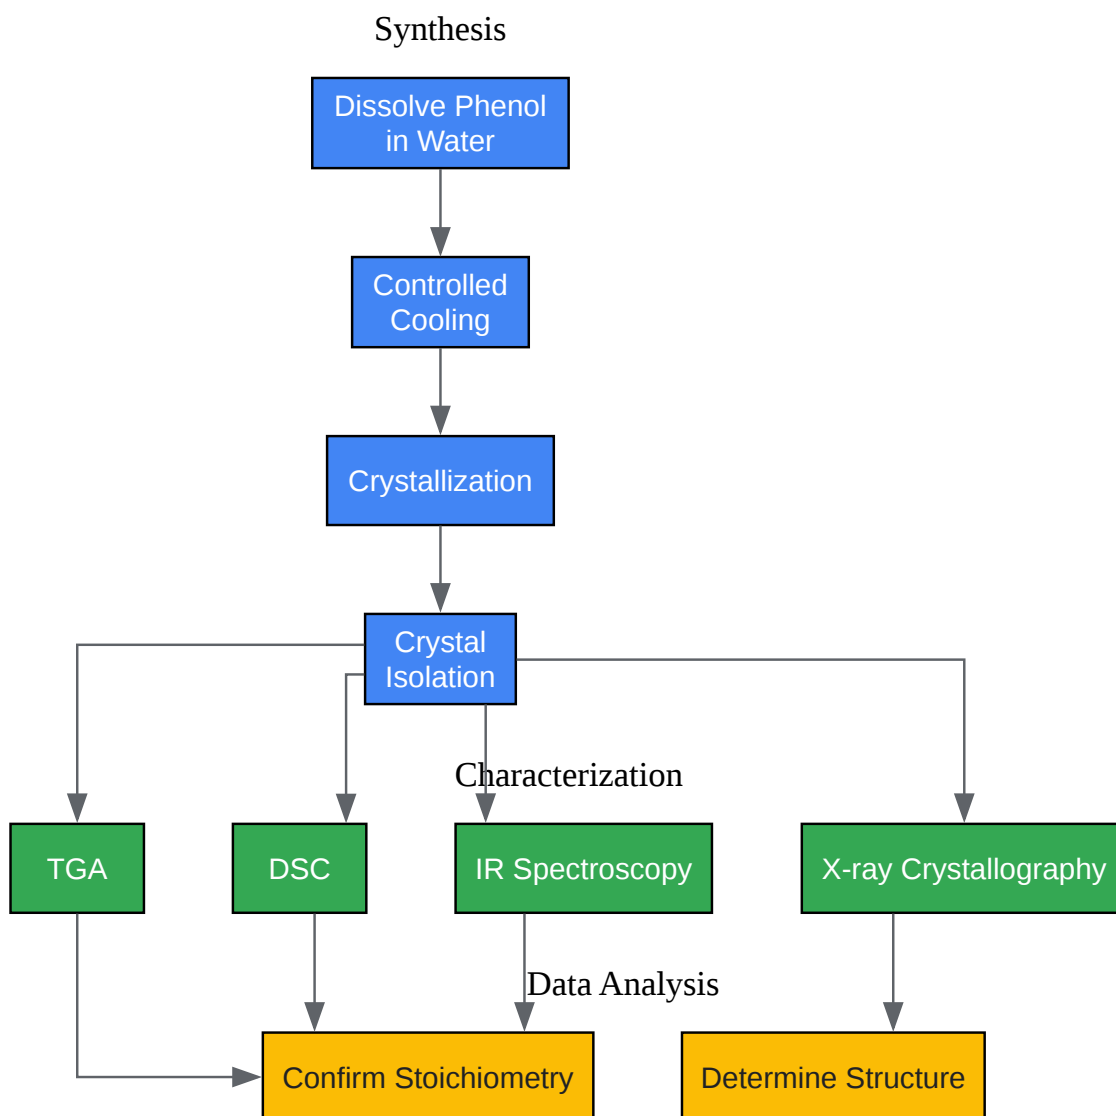 Synthesis
Dissolve Phenol
in Water
Controlled
Cooling
Crystallization
Crystal
Isolation
Characterization
TGA
DSC
IR Spectroscopy
X-ray Crystallography
Data Analysis
Confirm Stoichiometry
Determine Structure